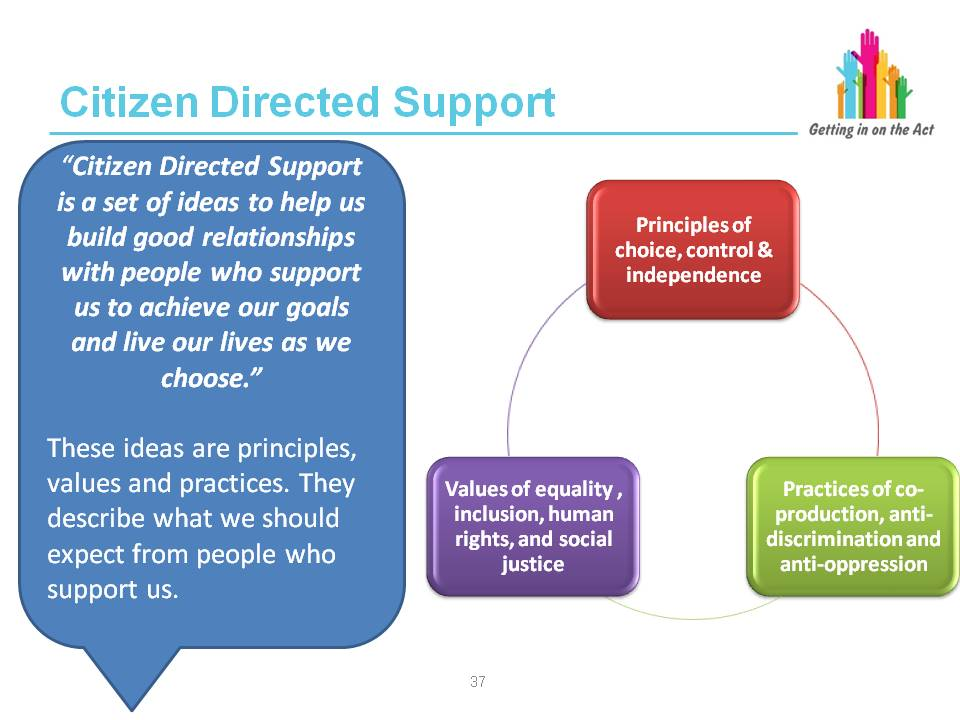 Citizen Directed Support
Getting in on the Act
“Citizen Directed Support
is a set of ideas to help us
build good relationships
with people who support
us to achieve our goals
and live our lives as we
choose.”
These ideas are principles,
values and practices. They
describe what we should
expect from people who
support us.
Principles of
choice, control &
independence
Values of equality ,
inclusion, human
rights, and social
justice
Practices of co-
production, anti-
discrimination and
anti-oppression
37